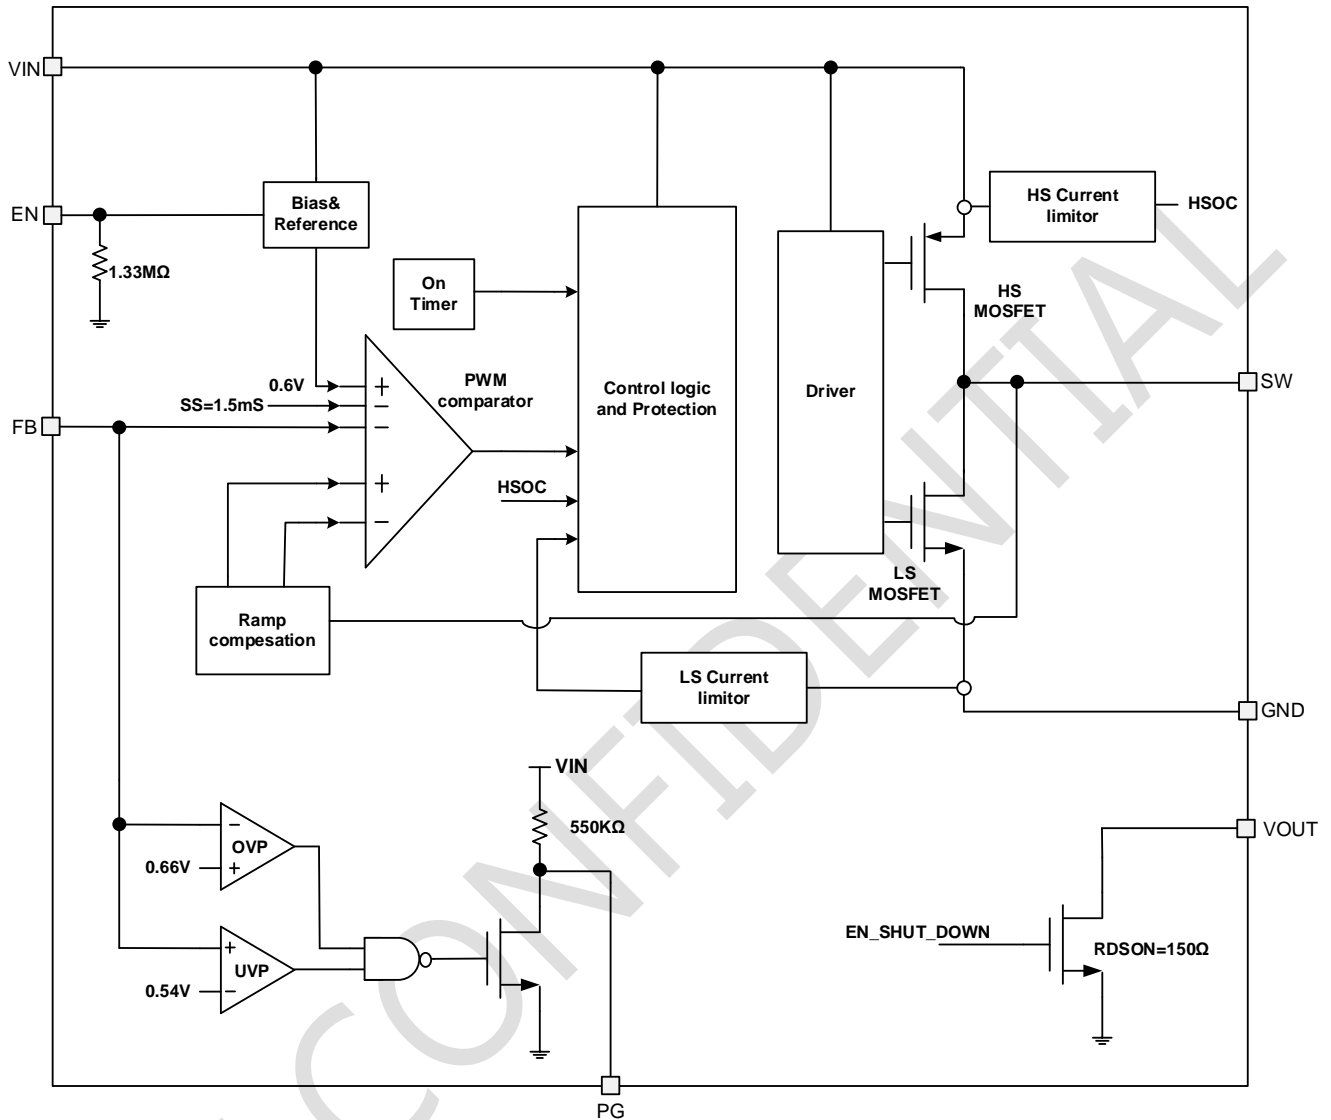 VIN
EN
Bias&
Reference
1.33MΩ
On
Timer
HS Current
limitor
HSOC
HS
MOSFET
0.6V
SS=1.5mS
FB
+
−
−
+
−
PWM
comparator
HSOC
Control logic
and Protection
Driver
SW
LS
MOSFET
Ramp
compesation
LS Current
limitor
GND
VIN
550KΩ
−
OVP
0.66V
+
+
UVP
0.54V
−
VOUT
EN_SHUT_DOWN
RDSON=150Ω
PG
CONFIDENTIAL